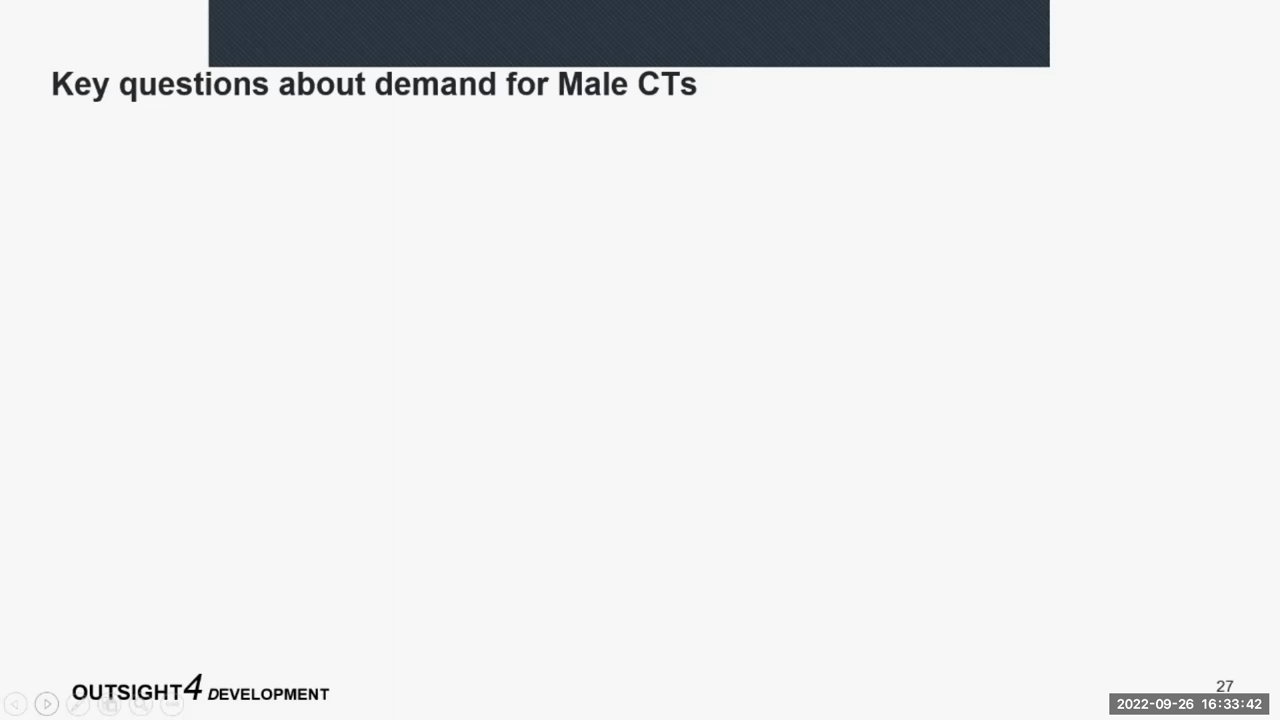 Key questions about demand for Male CTs
OUTSIGHT4 DEVELOPMENT
27
2022-09-26 16:33:42